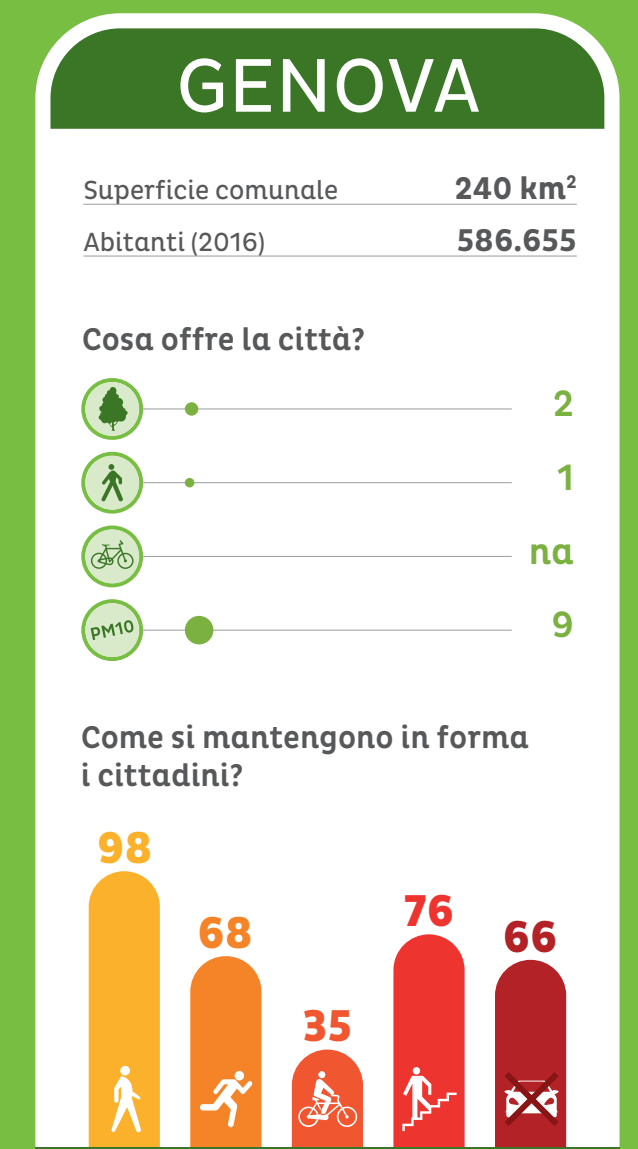 GENOVA
Superficie comunale 240 km²
Abitanti (2016) 586.655
Cosa offre la città?
2
1
na
PM10 9
Come si mantengono in forma
i cittadini?
98
68
35
76
66